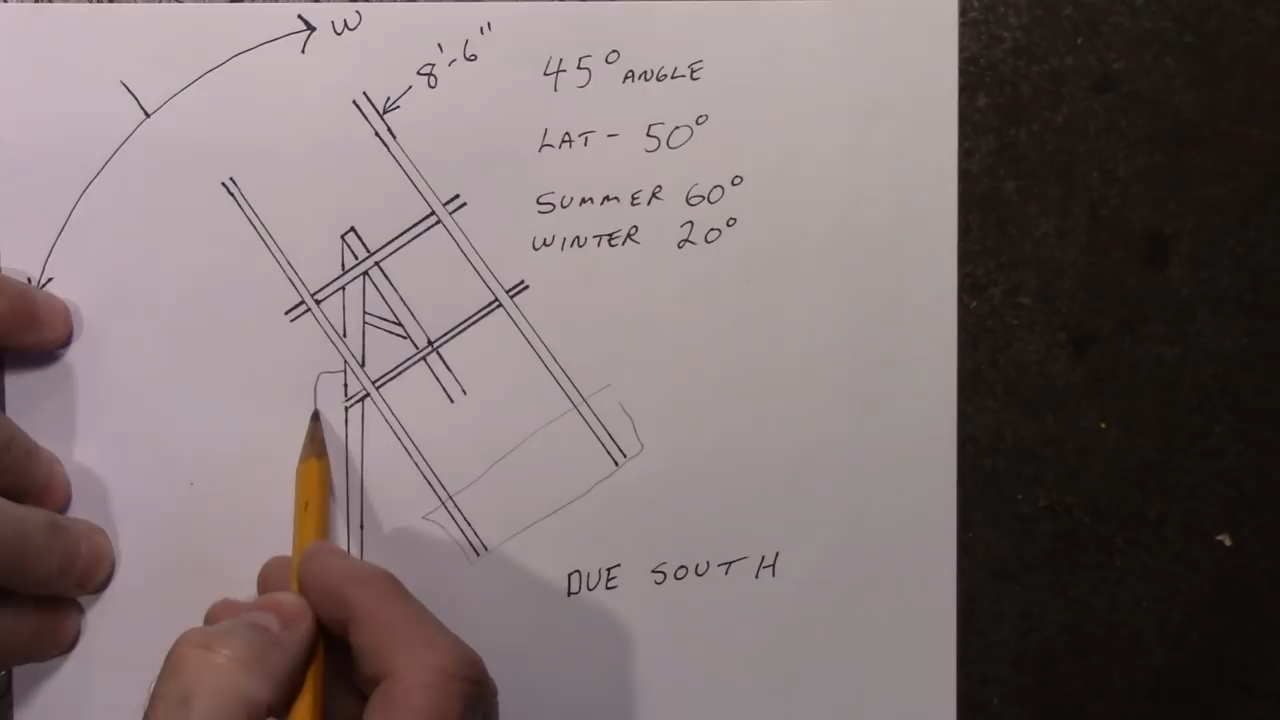 W
8'-6"
45° ANGLE
LAT- 50°
SUMMER 60°
WINTER 20°
DUE SOUTH